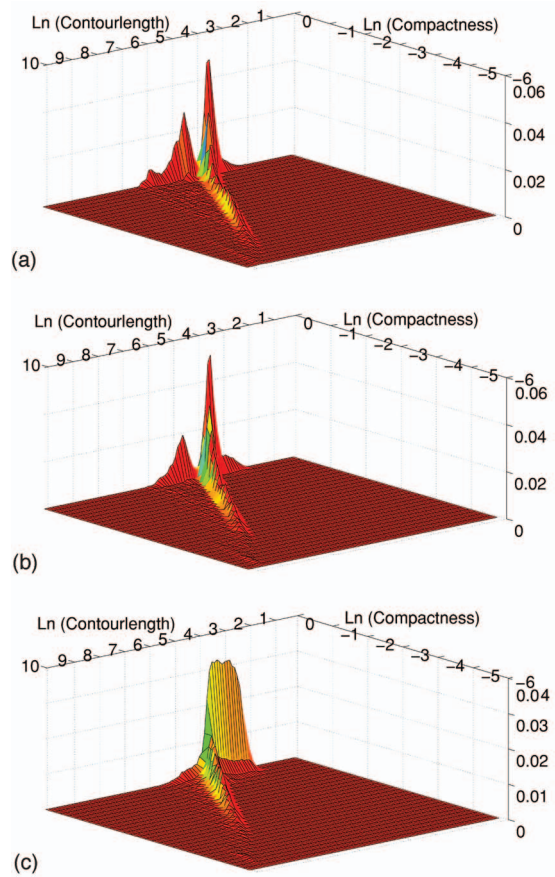 Ln (Contourlength)
Ln (Compactness)
10 9 8 7 6 5 4 3 2 1
0 −1 −2 −3 −4 −5 −6
0.06
0.04
0.02
0
(a)
Ln (Contourlength)
Ln (Compactness)
10 9 8 7 6 5 4 3 2 1
0 −1 −2 −3 −4 −5 −6
0.06
0.04
0.02
0
(b)
Ln (Contourlength)
Ln (Compactness)
10 9 8 7 6 5 4 3 2 1
0 −1 −2 −3 −4 −5 −6
0.04
0.03
0.02
0.01
0
(c)